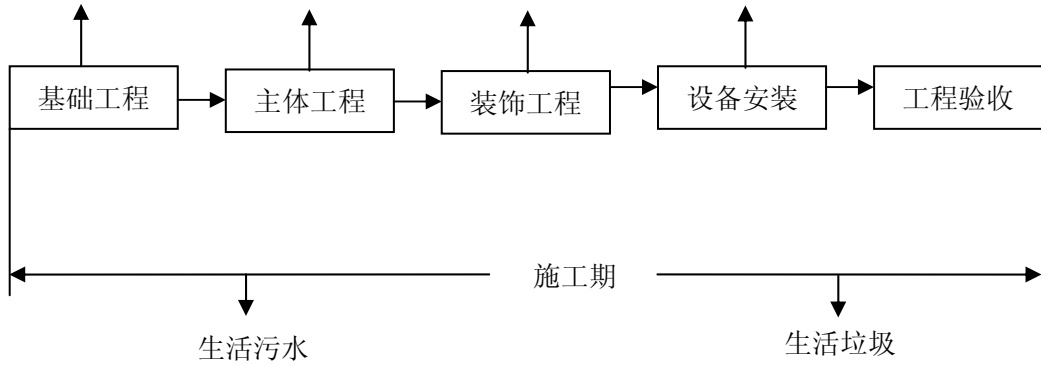 基础工程
主体工程
装饰工程
设备安装
工程验收
施工期
生活污水
生活垃圾